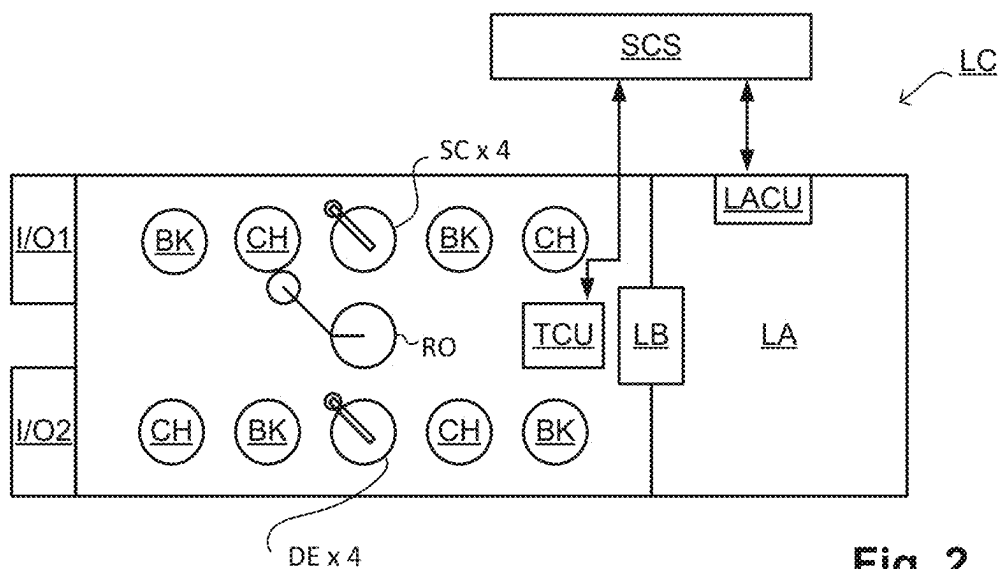 SCS
LC
SC x 4
LACU
I/O1
BK
CH
BK
CH
TCU
LB
LA
RO
I/O2
CH
BK
CH
BK
DE x 4
Fig. 2